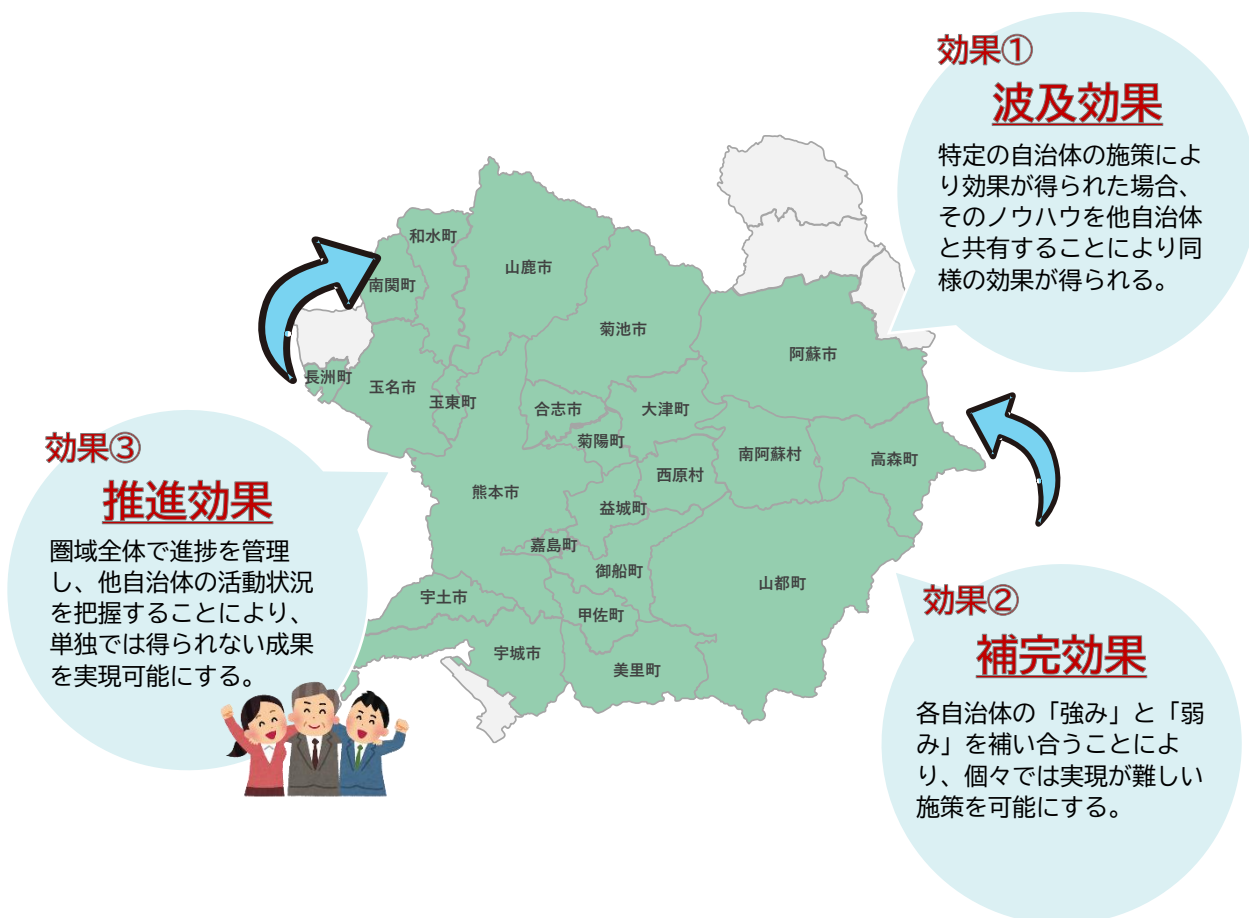 効果①
波及効果
特定の自治体の施策によ
り効果が得られた場合、
そのノウハウを他自治体
と共有することにより同
様の効果が得られる。
和水町
南関町
山鹿市
菊池市
阿蘇市
長洲町
玉名市
玉東町
合志市
大津町
菊陽町
南阿蘇村
高森町
西原村
熊本市
益城町
嘉島町
御船町
山都町
宇土市
甲佐町
宇城市
美里町
効果②
補完効果
各自治体の「強み」と「弱
み」を補い合うことによ
り、個々では実現が難しい
施策を可能にする。
効果③
推進効果
圏域全体で進捗を管理
し、他自治体の活動状況
を把握することにより、
単独では得られない成果
を実現可能にする。